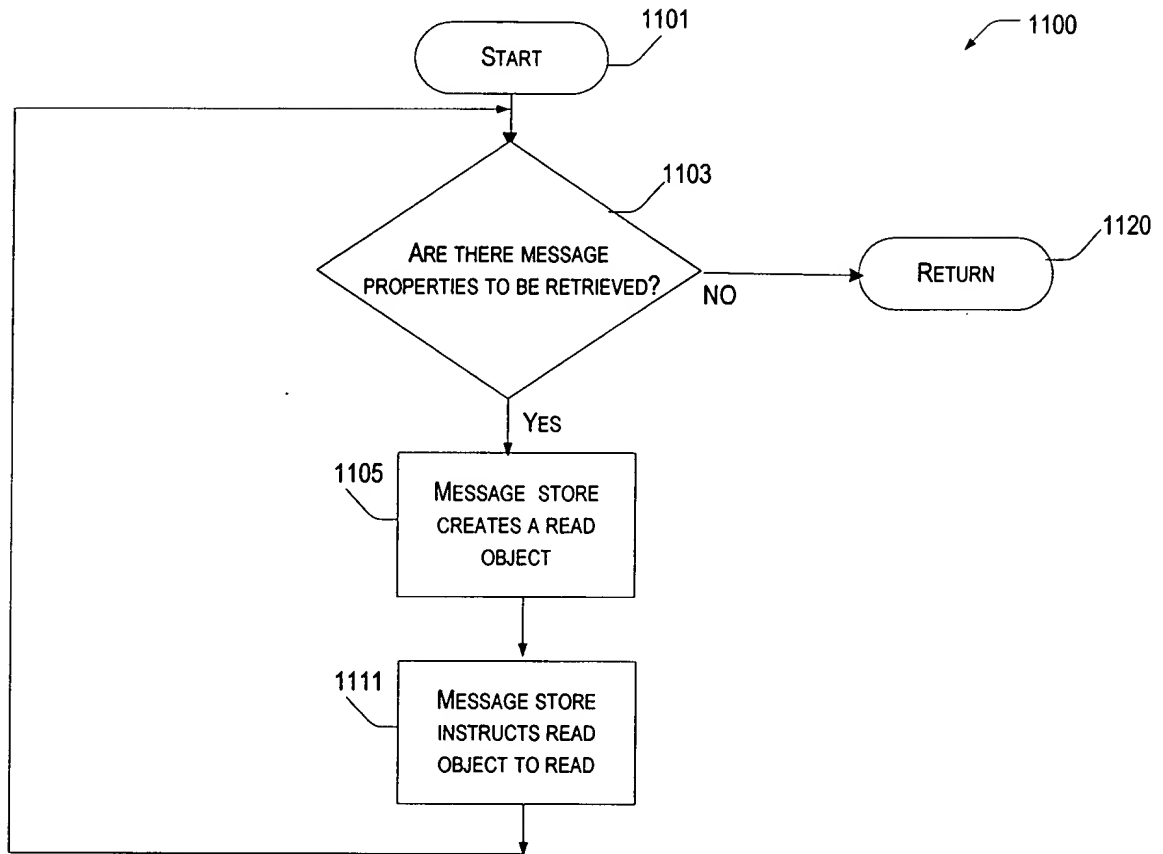 1101
1100
START
1103
ARE THERE MESSAGE
PROPERTIES TO BE RETRIEVED?
NO
1120
RETURN
YES
1105
MESSAGE STORE
CREATES A READ
OBJECT
1111
MESSAGE STORE
INSTRUCTS READ
OBJECT TO READ